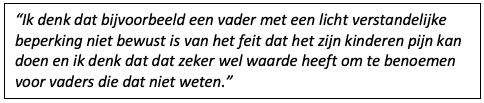 “Ik denk dat bijvoorbeeld een vader met een licht verstandelijke
beperking niet bewust is van het feit dat het zijn kinderen pijn kan
doen en ik denk dat dat zeker wel waarde heeft om te benoemen
voor vaders die dat niet weten.”